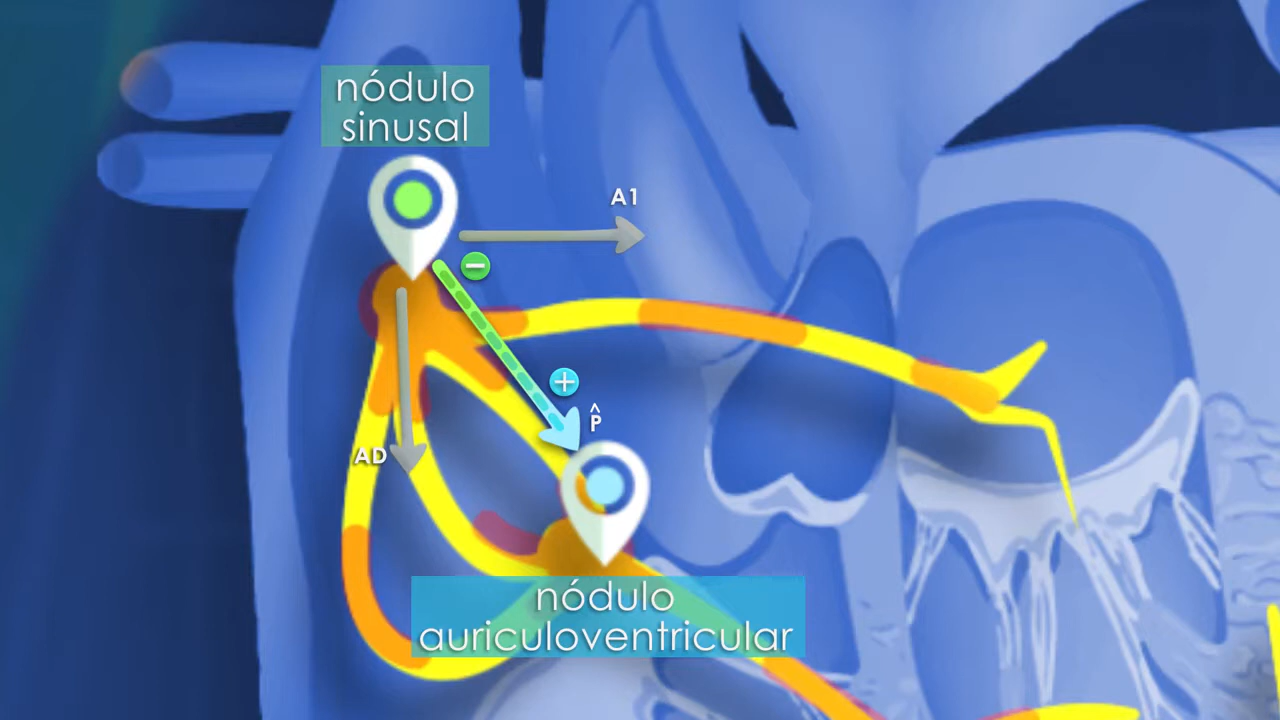 nódulo
sinusal
A1
−
+
P̂
AD
nódulo
auriculoventricular